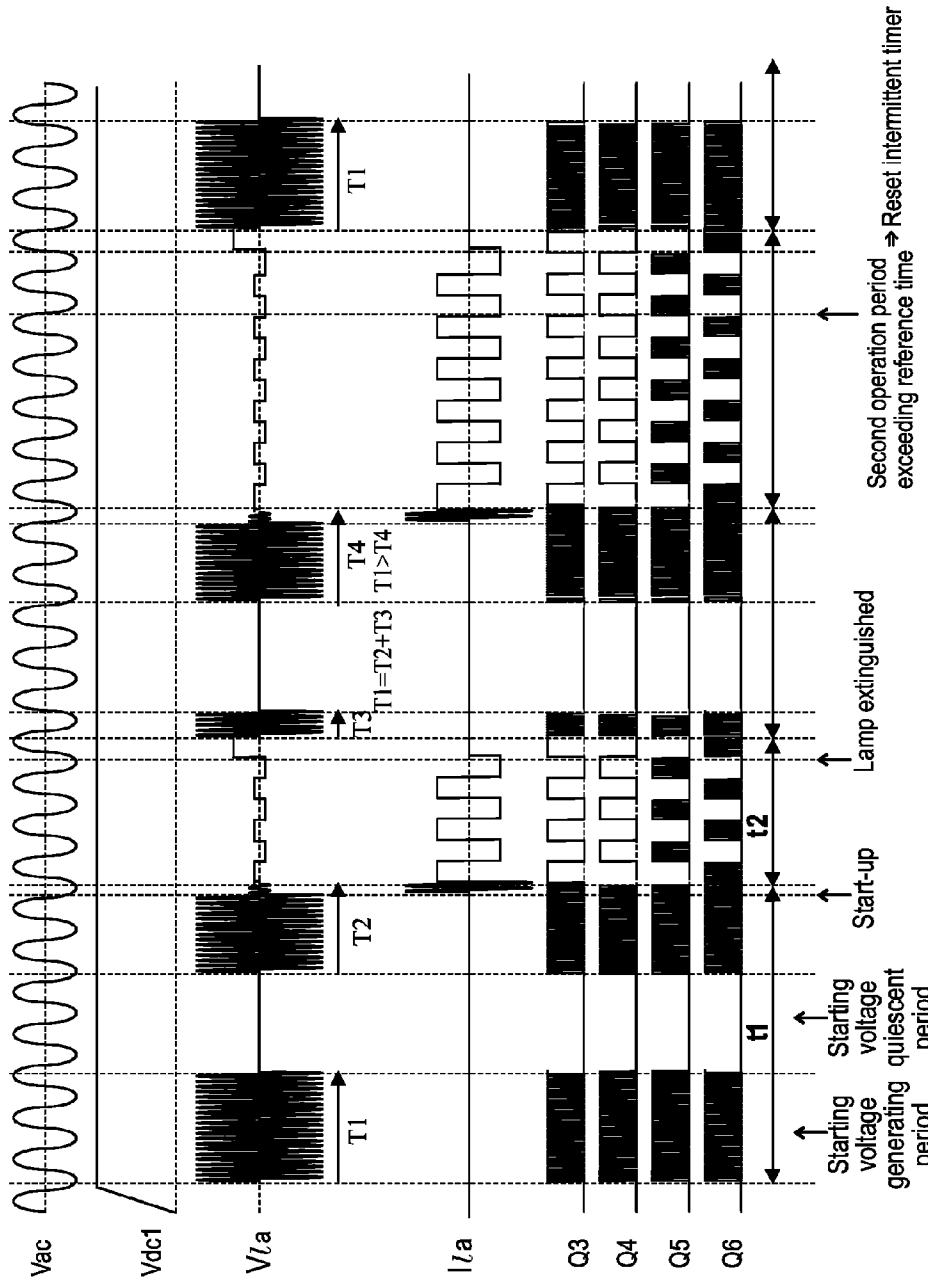 Vac
Vdc1
Vla
Ila
Q3
Q4
Q5
Q6
T1
T2
T3
T1=T2+T3
T4
T1>T4
T1
t1
t2
Starting
voltage
generating
period
Starting
voltage
quiescent
period
Start-up
Lamp extinguished
Second operation period
exceeding reference time
⇒ Reset intermittent timer